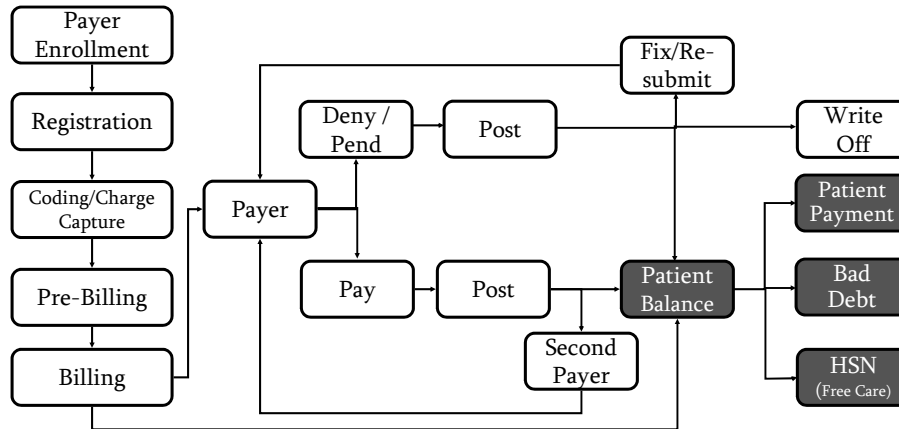 Payer
Enrollment
Registration
Coding/Charge
Capture
Pre-Billing
Billing
Payer
Deny /
Pend
Post
Fix/Re-
submit
Write
Off
Pay
Post
Second
Payer
Patient
Balance
Patient
Payment
Bad
Debt
HSN
(Free Care)